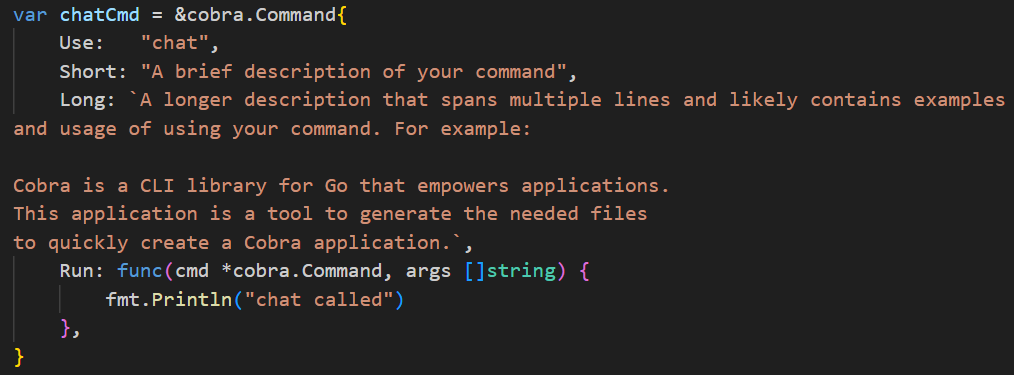 var chatCmd = &cobra.Command{
    Use:   "chat",
    Short: "A brief description of your command",
    Long: `A longer description that spans multiple lines and likely contains examples
and usage of using your command. For example:

Cobra is a CLI library for Go that empowers applications.
This application is a tool to generate the needed files
to quickly create a Cobra application.`,
    Run: func(cmd *cobra.Command, args []string) {
        fmt.Println("chat called")
    },
}